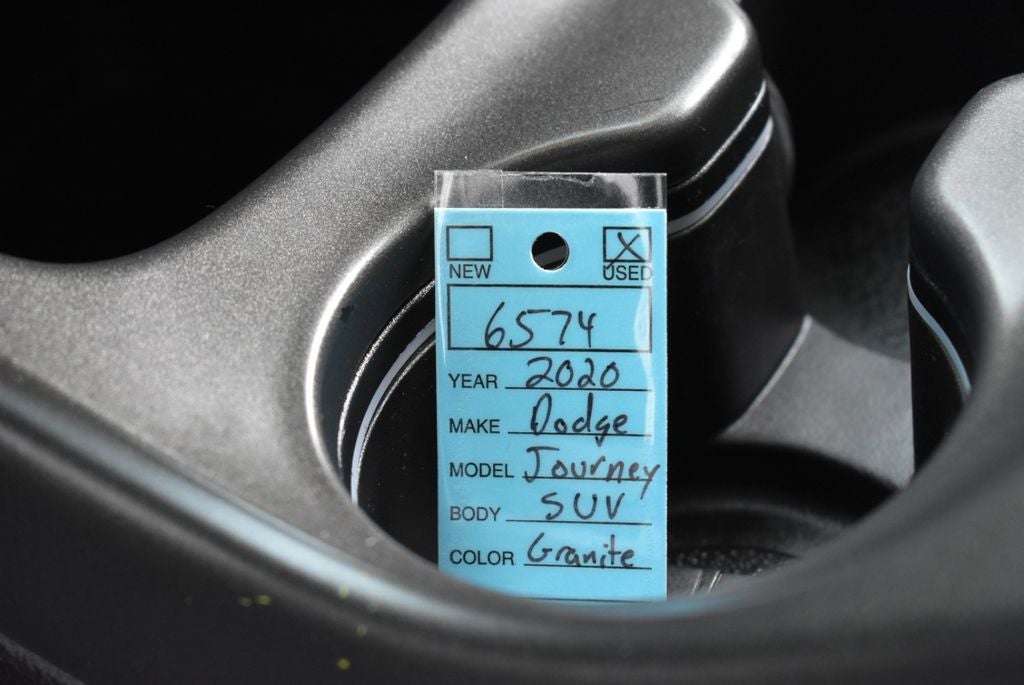 NEW USED
6574
YEAR 2020
MAKE Dodge
MODEL Journey
BODY SUV
COLOR Granite